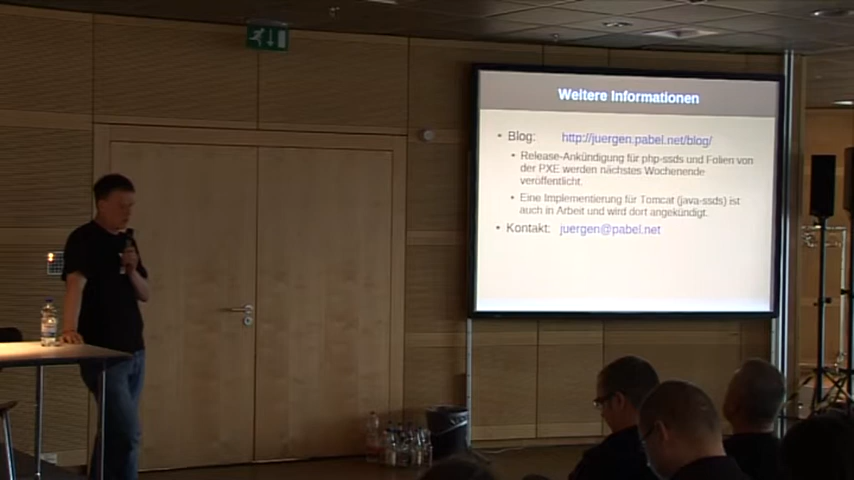 Weitere Informationen
• Blog: http://juergen.pabel.net/blog/
• Release-Ankündigung für php-ssds und Folien von
der PXE werden nächstes Wochenende
veröffentlicht.
• Eine Implementierung für Tomcat (java-ssds) ist
auch in Arbeit und wird dort angekündigt.
• Kontakt: juergen@pabel.net